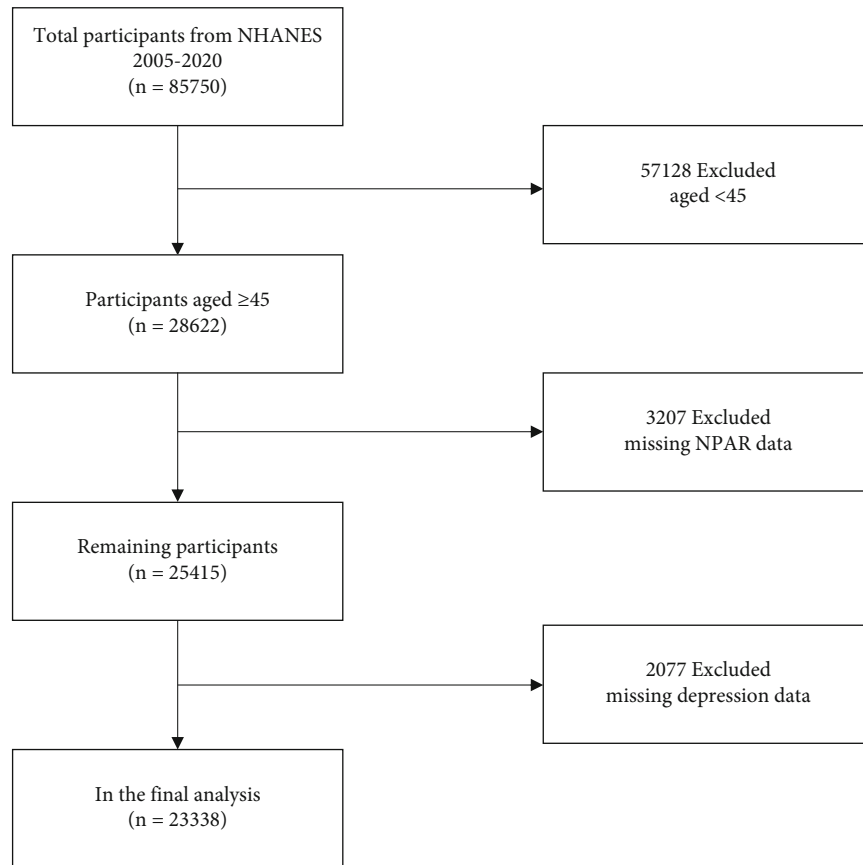 Total participants from NHANES
2005-2020
(n = 85750)
57128 Excluded
aged <45
Participants aged ≥45
(n = 28622)
3207 Excluded
missing NPAR data
Remaining participants
(n = 25415)
2077 Excluded
missing depression data
In the final analysis
(n = 23338)